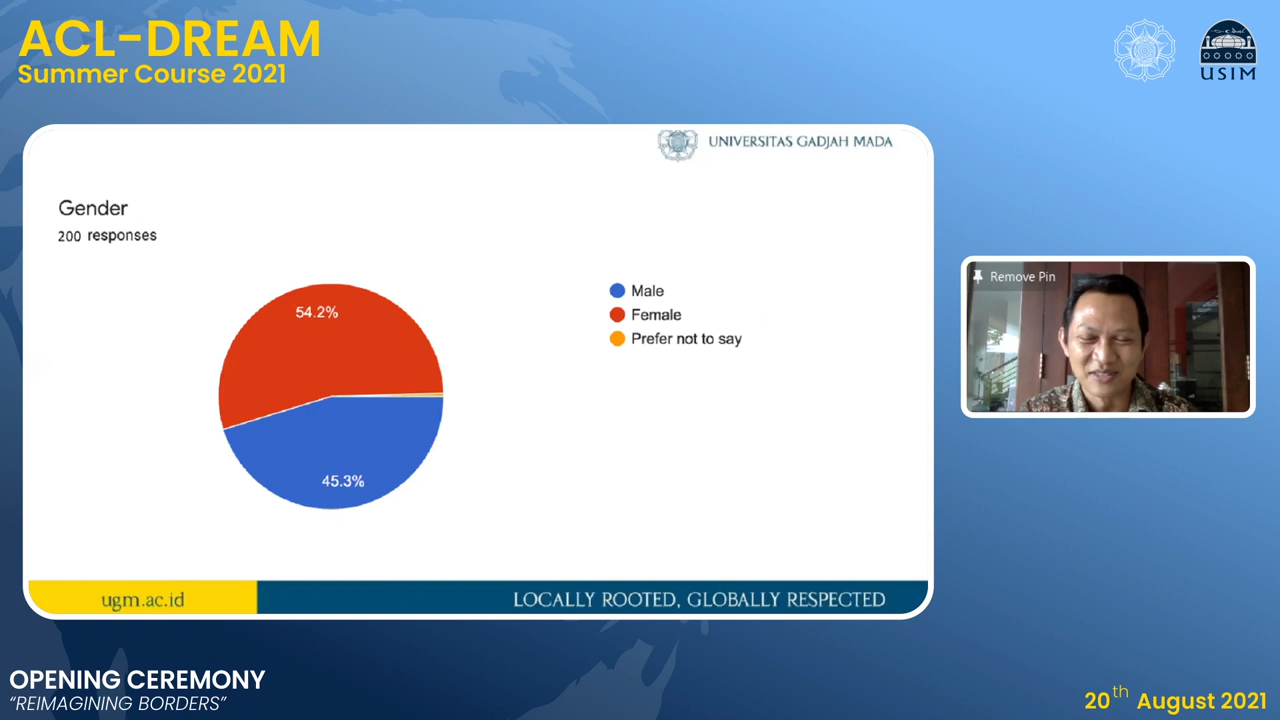 ACL-DREAM
Summer Course 2021
USIM
UNIVERSITAS GADJAH MADA
Gender
200 responses
54.2%
45.3%
Male
Female
Prefer not to say
Remove Pin
ugm.ac.id
LOCALLY ROOTED, GLOBALLY RESPECTED
OPENING CEREMONY
“REIMAGINING BORDERS”
20th August 2021